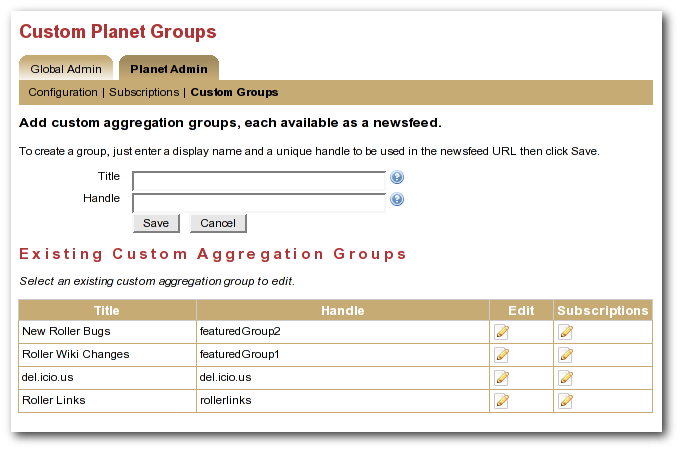 Custom Planet Groups
Global Admin Planet Admin
Configuration | Subscriptions | Custom Groups
Add custom aggregation groups, each available as a newsfeed.
To create a group, just enter a display name and a unique handle to be used in the newsfeed URL then click Save.
Title ?
Handle ?
Save Cancel
Existing Custom Aggregation Groups
Select an existing custom aggregation group to edit.
Title Handle Edit Subscriptions
New Roller Bugs featuredGroup2
Roller Wiki Changes featuredGroup1
del.icio.us del.icio.us
Roller Links rollerlinks